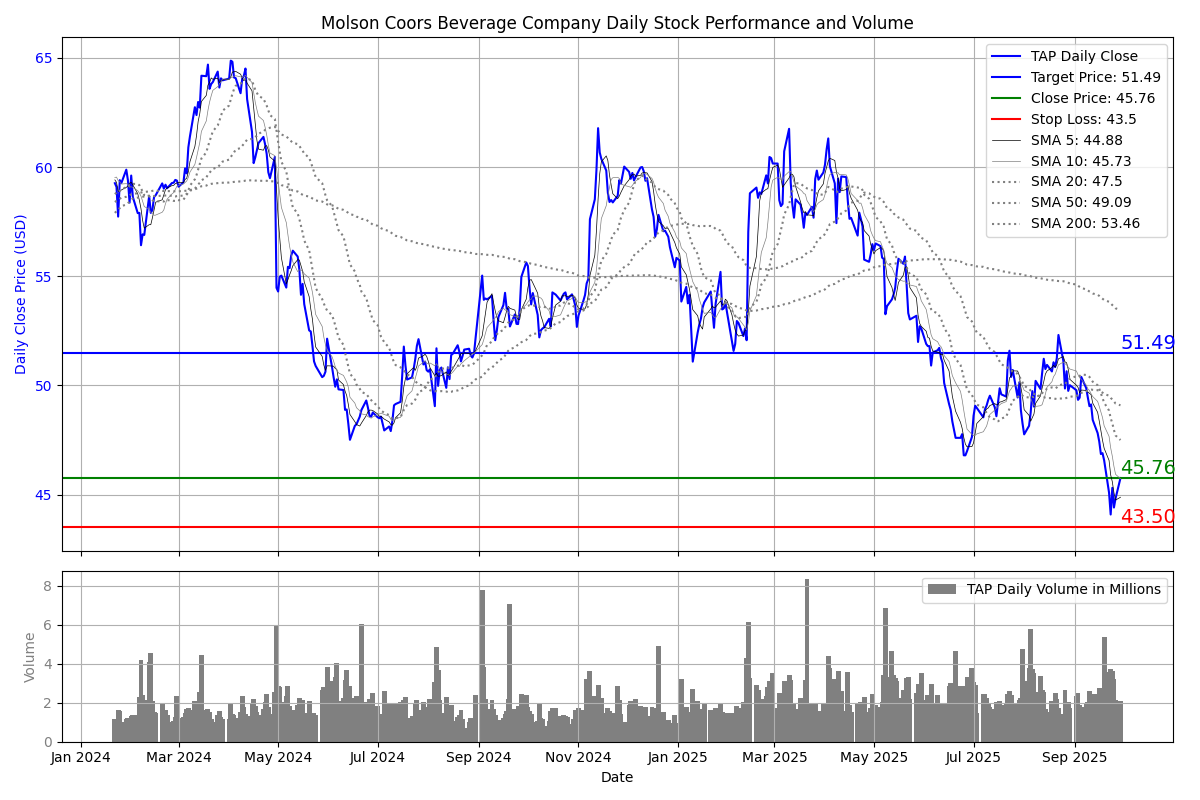 Molson Coors Beverage Company Daily Stock Performance and Volume
Daily Close Price (USD)
65
60
55
50
45
TAP Daily Close
Target Price: 51.49
Close Price: 45.76
Stop Loss: 43.5
SMA 5: 44.88
SMA 10: 45.73
SMA 20: 47.5
SMA 50: 49.09
SMA 200: 53.46
51.49
45.76
43.50
Volume
8
6
4
2
0
TAP Daily Volume in Millions
Jan 2024 Mar 2024 May 2024 Jul 2024 Sep 2024 Nov 2024 Jan 2025 Mar 2025 May 2025 Jul 2025 Sep 2025
Date